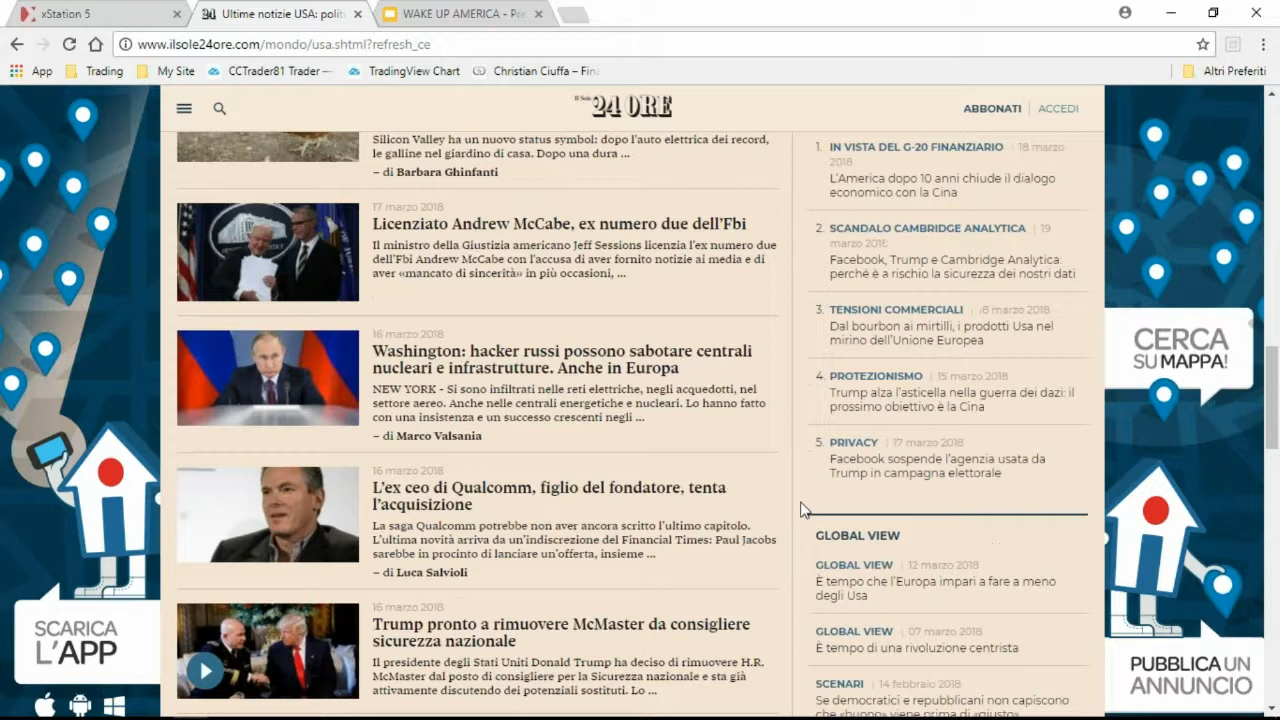 xStation 5
Ultime notizie USA: polit
WAKE UP AMERICA - Pre
www.ilsole24ore.com/mondo/usa.shtml?refresh_ce
App
Trading
My Site
CCTrader81 Trader —
TradingView Chart
Christian Ciuffa – Fin
Altri Preferiti
Il Sole
24 ORE
ABBONATI
ACCEDI
Silicon Valley ha un nuovo status symbol: dopo l'auto elettrica dei record,
le galline nel giardino di casa. Dopo una dura ...
– di Barbara Ghinfanti
17 marzo 2018
Licenziato Andrew McCabe, ex numero due dell'Fbi
Il ministro della Giustizia americano Jeff Sessions licenzia l'ex numero due
dell'Fbi Andrew McCabe con l'accusa di aver fornito notizie ai media e di
aver «mancato di sincerità» in più occasioni, ...
16 marzo 2018
Washington: hacker russi possono sabotare centrali
nucleari e infrastrutture. Anche in Europa
NEW YORK - Si sono infiltrati nelle reti elettriche, negli acquedotti, nel
settore aereo. Anche nelle centrali energetiche e nucleari. Lo hanno fatto
con una insistenza e un successo crescenti negli ...
– di Marco Valsania
16 marzo 2018
L'ex ceo di Qualcomm, figlio del fondatore, tenta
l'acquisizione
La saga Qualcomm potrebbe non aver ancora scritto l'ultimo capitolo.
L'ultima novità arriva da un'indiscrezione del Financial Times: Paul Jacobs
sarebbe in procinto di lanciare un'offerta, insieme ...
– di Luca Salvioli
16 marzo 2018
Trump pronto a rimuovere McMaster da consigliere
sicurezza nazionale
Il presidente degli Stati Uniti Donald Trump ha deciso di rimuovere H.R.
McMaster dal posto di consigliere per la Sicurezza nazionale e sta già
attivamente discutendo dei potenziali sostituti. Lo ...
1. IN VISTA DEL G-20 FINANZIARIO | 18 marzo
2018
L'America dopo 10 anni chiude il dialogo
economico con la Cina
2. SCANDALO CAMBRIDGE ANALYTICA | 19
marzo 2018
Facebook, Trump e Cambridge Analytica:
perché è a rischio la sicurezza dei nostri dati
3. TENSIONI COMMERCIALI | 18 marzo 2018
Dal bourbon ai mirtilli, i prodotti Usa nel
mirino dell'Unione Europea
4. PROTEZIONISMO | 15 marzo 2018
Trump alza l'asticella nella guerra dei dazi: il
prossimo obiettivo è la Cina
5. PRIVACY | 17 marzo 2018
Facebook sospende l'agenzia usata da
Trump in campagna elettorale
GLOBAL VIEW
GLOBAL VIEW | 12 marzo 2018
È tempo che l'Europa impari a fare a meno
degli Usa
GLOBAL VIEW | 07 marzo 2018
È tempo di una rivoluzione centrista
SCENARI | 14 febbraio 2018
Se democratici e repubblicani non capiscono
che «buono» viene prima di «giusto»
SCARICA
L'APP
CERCA
SU MAPPA!
PUBBLICA UN
ANNUNCIO